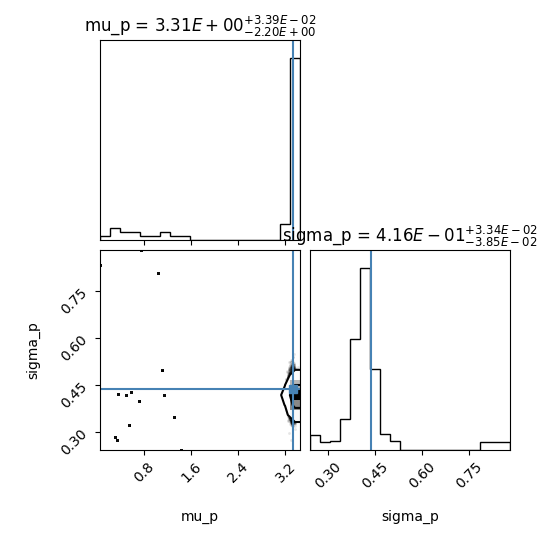 mu_p = 3.31E+00+3.39E−02 −2.20E+00
sigma_p = 4.16E−01+3.34E−02 −3.85E−02
sigma_p
0.75
0.60
0.45
0.30
0.8 1.6 2.4 3.2
0.30 0.45 0.60 0.75
mu_p
sigma_p